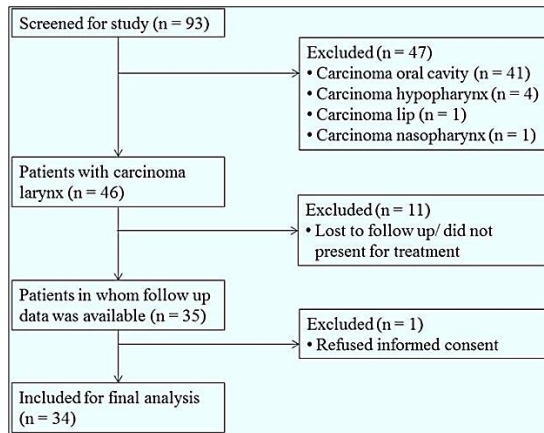 Screened for study (n = 93)
Excluded (n = 47)
• Carcinoma oral cavity (n = 41)
• Carcinoma hypopharynx (n = 4)
• Carcinoma lip (n = 1)
• Carcinoma nasopharynx (n = 1)
Patients with carcinoma
larynx (n = 46)
Excluded (n = 11)
• Lost to follow up/ did not
present for treatment
Patients in whom follow up
data was available (n = 35)
Excluded (n = 1)
• Refused informed consent
Included for final analysis
(n = 34)